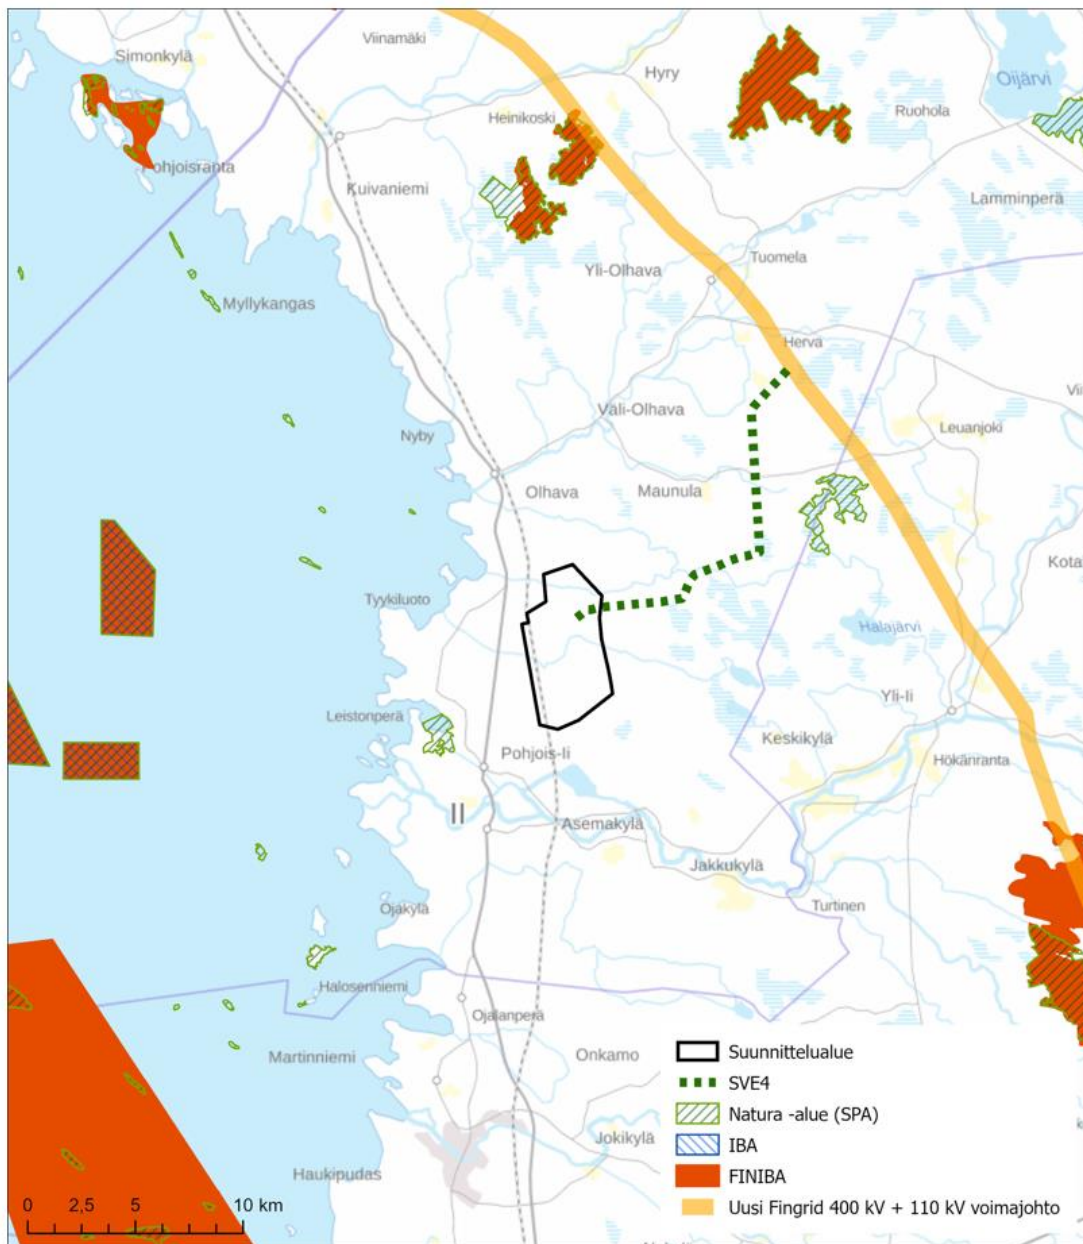 Viinamäki
Simonkylä
Hyry
Oijärvi
Ruohola
Heinikoski
Pohjoisranta
Kuivaniemi
Lamminperä
Tuomela
Yli-Olhava
Myllykangas
Herva
Väli-Olhava
Leuanjoki
Nyby
Olhava
Maunula
Kota
Tyykiluoto
Halajärvi
Yli-Ii
Leistonperä
Keskikylä
Pohjois-Ii
Hökänranta
II
Asemakylä
Jakkukylä
Ojakylä
Turtinen
Halosenniemi
Ojalanperä
Martinniemi
Onkamo
Jokikylä
Haukipudas
Suunnittelualue
SVE4
Natura -alue (SPA)
IBA
FINIBA
Uusi Fingrid 400 kV + 110 kV voimajohto
0 2,5 5 10 km